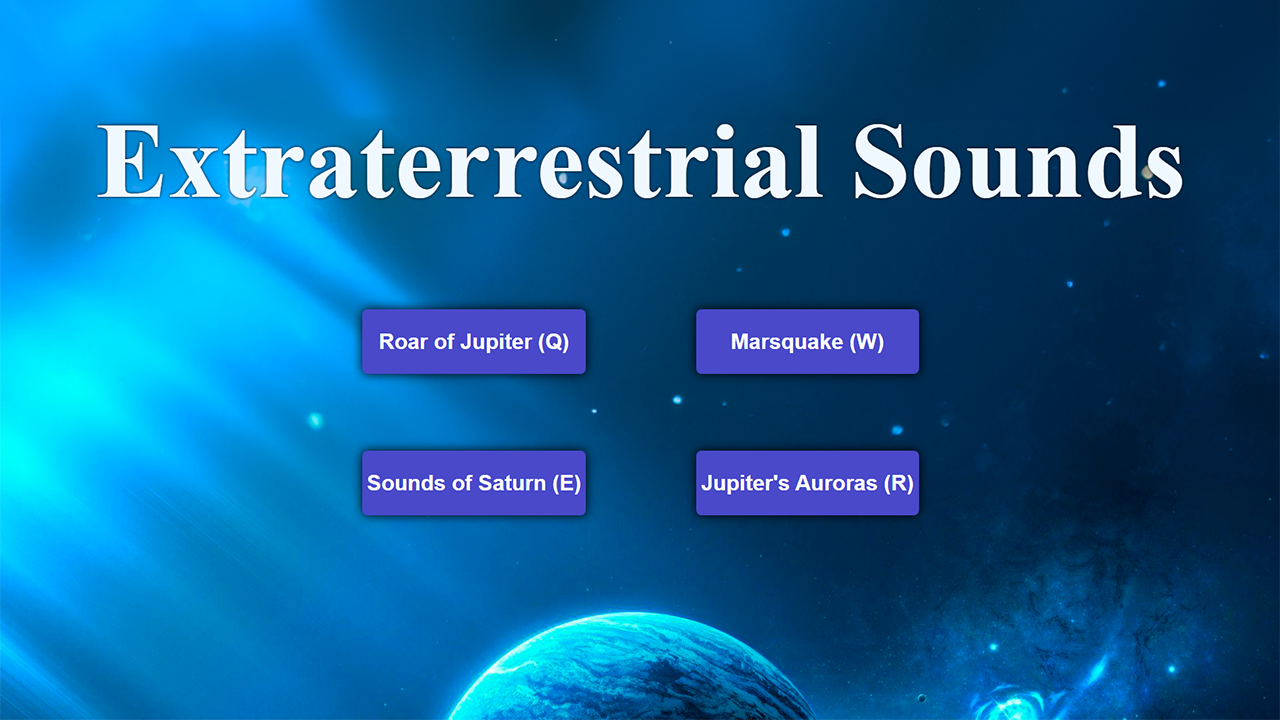 Extraterrestrial Sounds
Roar of Jupiter (Q)
Marsquake (W)
Sounds of Saturn (E)
Jupiter's Auroras (R)